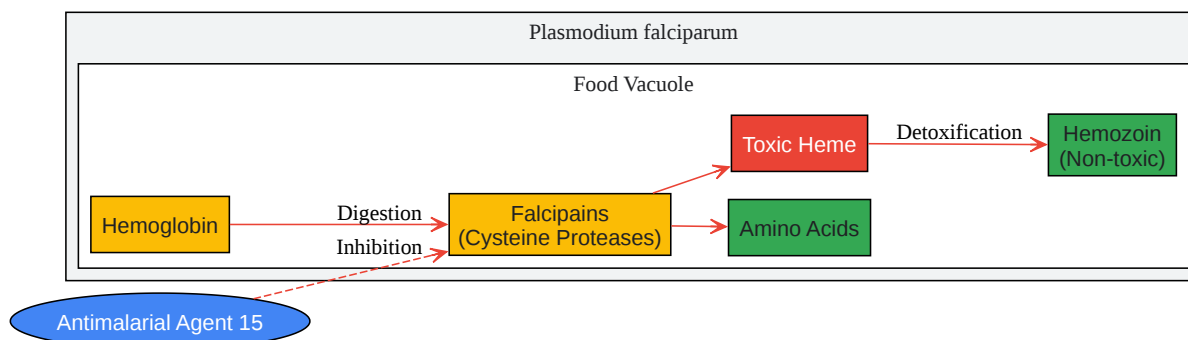 Plasmodium falciparum
Food Vacuole
Toxic Heme
Detoxification
Hemozoin
(Non-toxic)
Hemoglobin
Digestion
Inhibition
Falcipains
(Cysteine Proteases)
Amino Acids
Antimalarial Agent 15